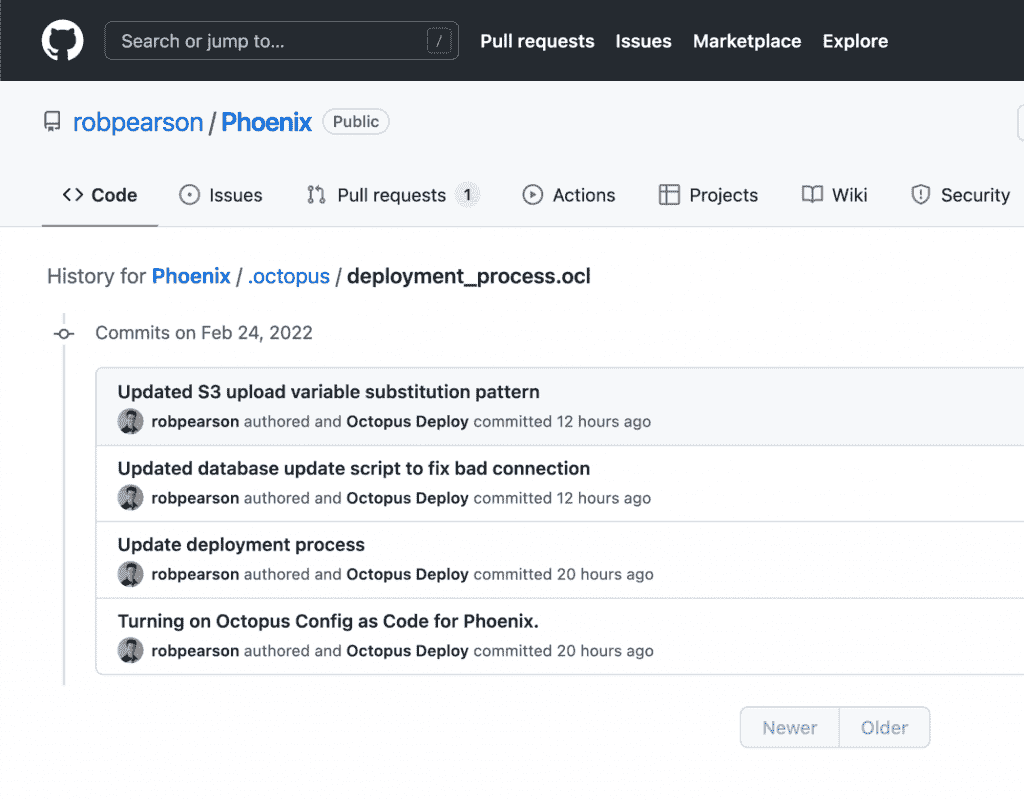 Search or jump to... /
Pull requests Issues Marketplace Explore
robpearson / Phoenix Public
Code Issues Pull requests 1 Actions Projects Wiki Security
History for Phoenix / .octopus / deployment_process.ocl
Commits on Feb 24, 2022
Updated S3 upload variable substitution pattern
robpearson authored and Octopus Deploy committed 12 hours ago
Updated database update script to fix bad connection
robpearson authored and Octopus Deploy committed 12 hours ago
Update deployment process
robpearson authored and Octopus Deploy committed 20 hours ago
Turning on Octopus Config as Code for Phoenix.
robpearson authored and Octopus Deploy committed 20 hours ago
Newer Older